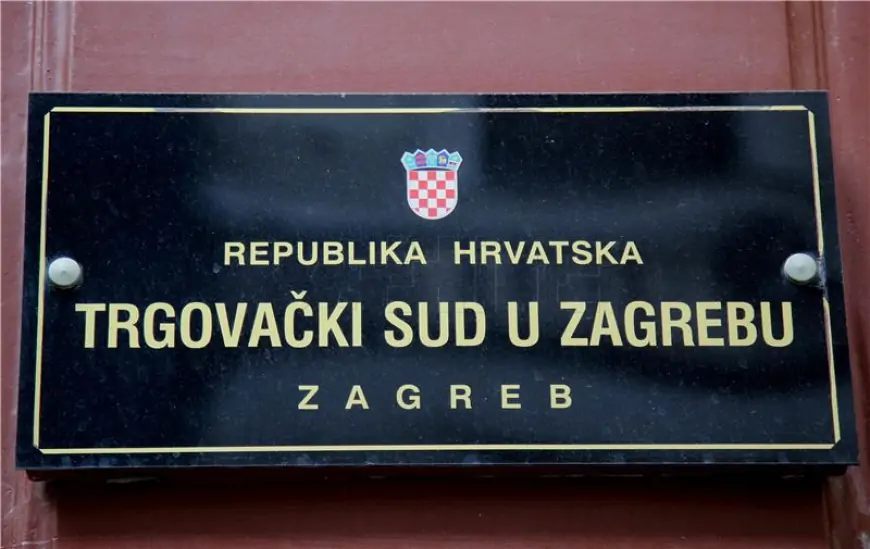 REPUBLIKA HRVATSKA
TRGOVAČKI SUD U ZAGREBU
ZAGREB